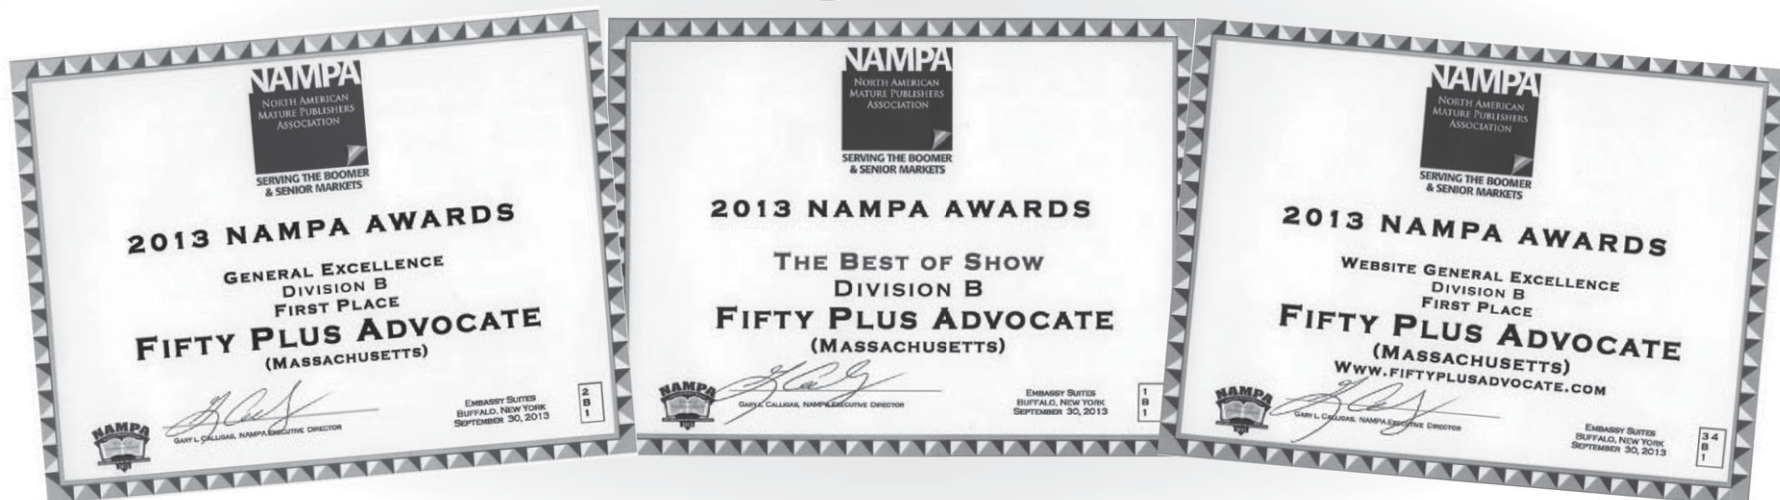 NAMPA
NORTH AMERICAN
MATURE PUBLISHERS
ASSOCIATION
SERVING THE BOOMER
& SENIOR MARKETS
2013 NAMPA AWARDS
GENERAL EXCELLENCE
DIVISION B
FIRST PLACE
FIFTY PLUS ADVOCATE
(MASSACHUSETTS)
NAMPA
GARY L. CALLIGAS, NAMPA EXECUTIVE DIRECTOR
EMBASSY SUITES
BUFFALO, NEW YORK
SEPTEMBER 30, 2013
2
B
1
NAMPA
NORTH AMERICAN
MATURE PUBLISHERS
ASSOCIATION
SERVING THE BOOMER
& SENIOR MARKETS
2013 NAMPA AWARDS
THE BEST OF SHOW
DIVISION B
FIFTY PLUS ADVOCATE
(MASSACHUSETTS)
NAMPA
GARY L. CALLIGAS, NAMPA EXECUTIVE DIRECTOR
EMBASSY SUITES
BUFFALO, NEW YORK
SEPTEMBER 30, 2013
1
B
1
NAMPA
NORTH AMERICAN
MATURE PUBLISHERS
ASSOCIATION
SERVING THE BOOMER
& SENIOR MARKETS
2013 NAMPA AWARDS
WEBSITE GENERAL EXCELLENCE
DIVISION B
FIRST PLACE
FIFTY PLUS ADVOCATE
(MASSACHUSETTS)
WWW.FIFTYPLUSADVOCATE.COM
NAMPA
GARY L. CALLIGAS, NAMPA EXECUTIVE DIRECTOR
EMBASSY SUITES
BUFFALO, NEW YORK
SEPTEMBER 30, 2013
34
B
1